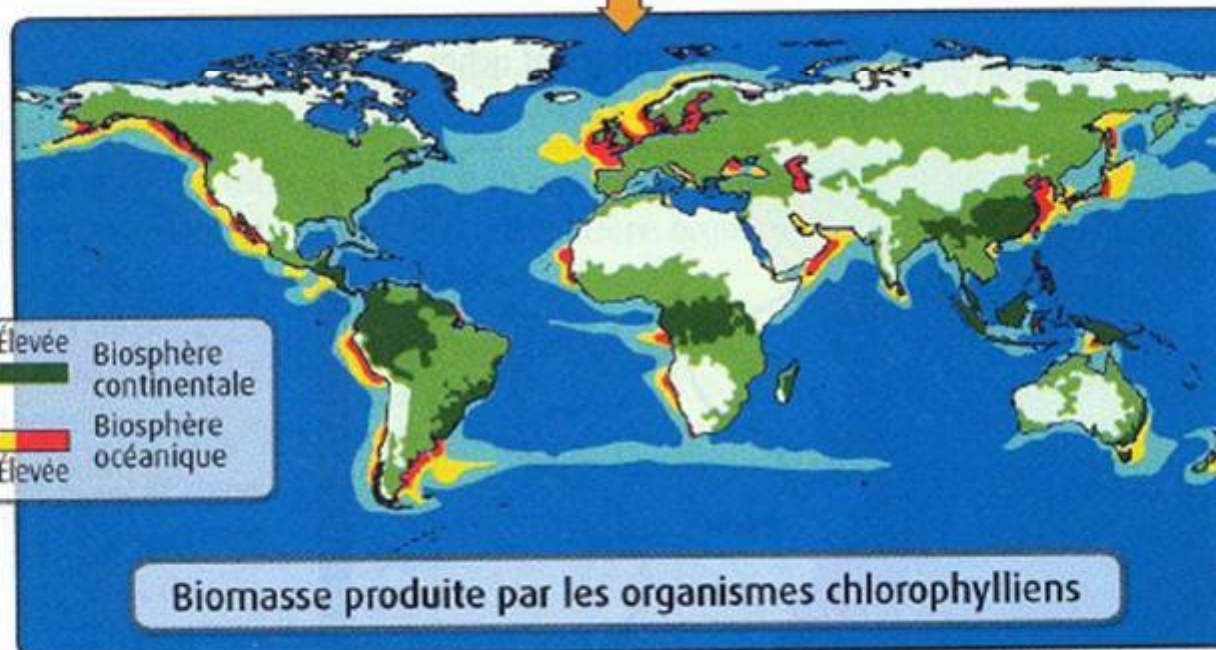 Élevée
Biosphère
continentale
Biosphère
océanique
Élevée
Biomasse produite par les organismes chlorophylliens